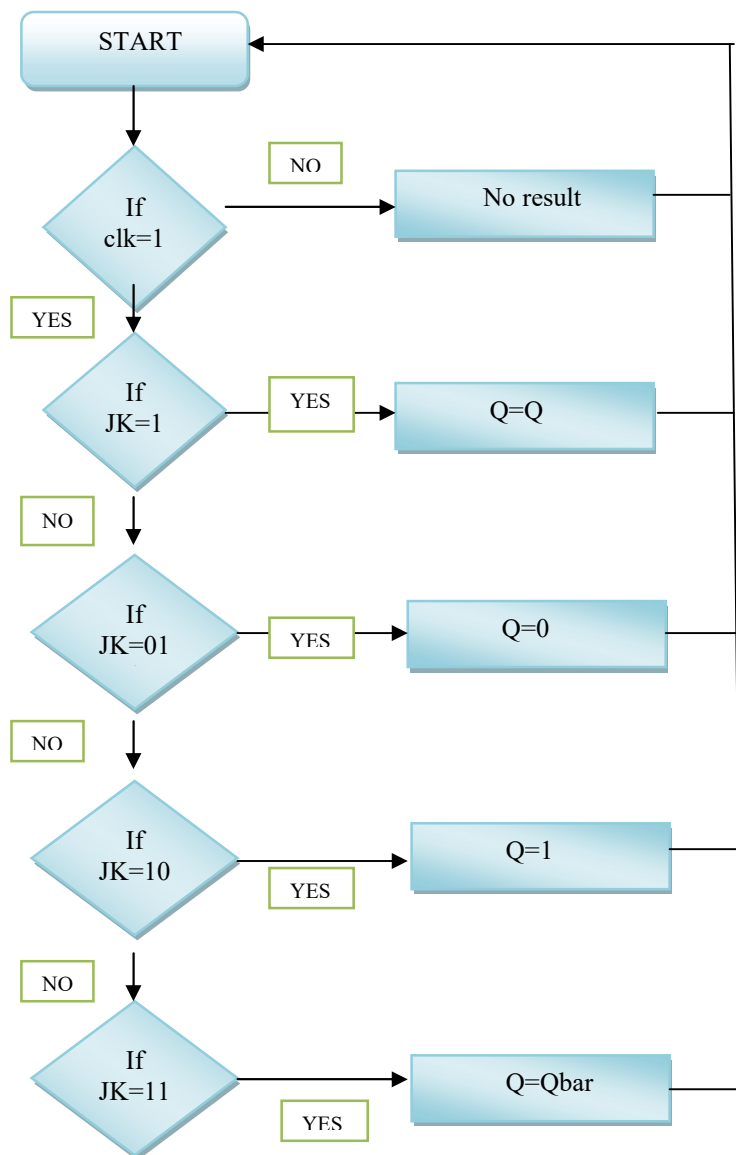 START
If
clk=1
NO
No result
YES
If
JK=1
YES
Q=Q
NO
If
JK=01
YES
Q=0
NO
If
JK=10
YES
Q=1
NO
If
JK=11
YES
Q=Qbar